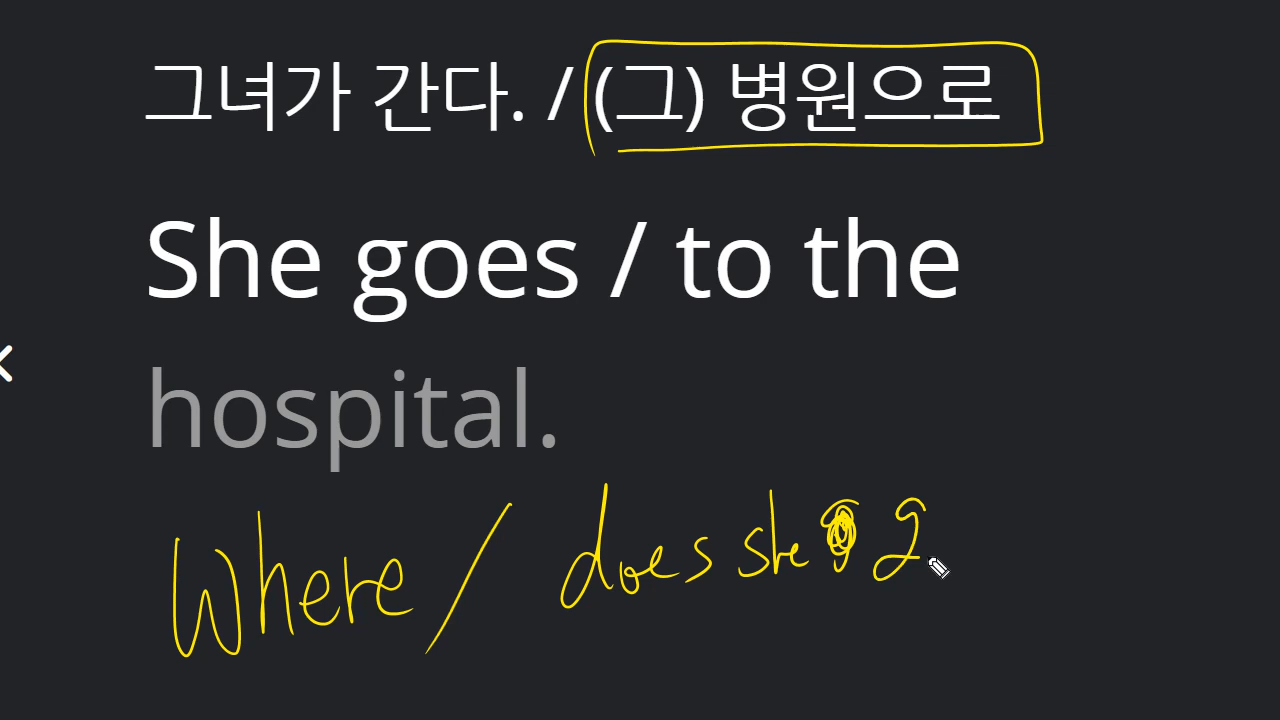 그녀가 간다. / (그) 병원으로
She goes / to the
hospital.
Where / does she g